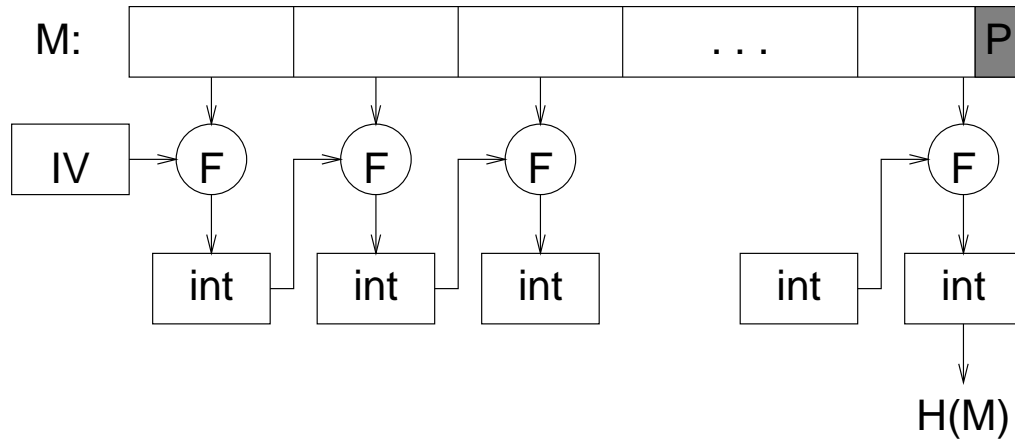 M: . . . P
IV F F F F
int int int int int
H(M)